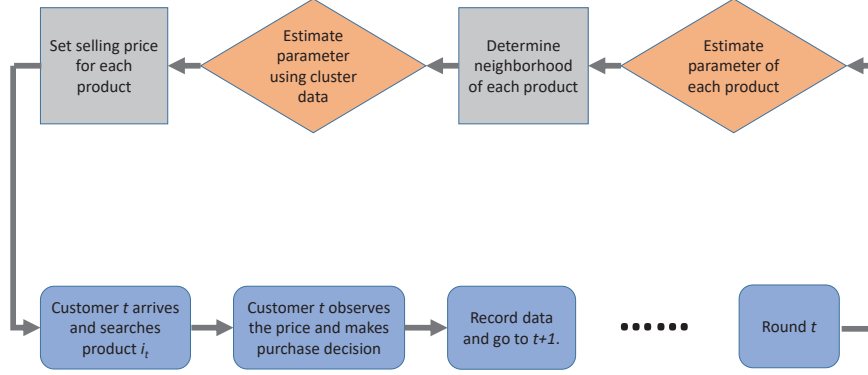 Set selling price
for each
product
Estimate
parameter
using cluster
data
Determine
neighborhood
of each product
Estimate
parameter of
each product
Customer t arrives
and searches
product iₜ
Customer t observes
the price and makes
purchase decision
Record data
and go to t+1.
Round t